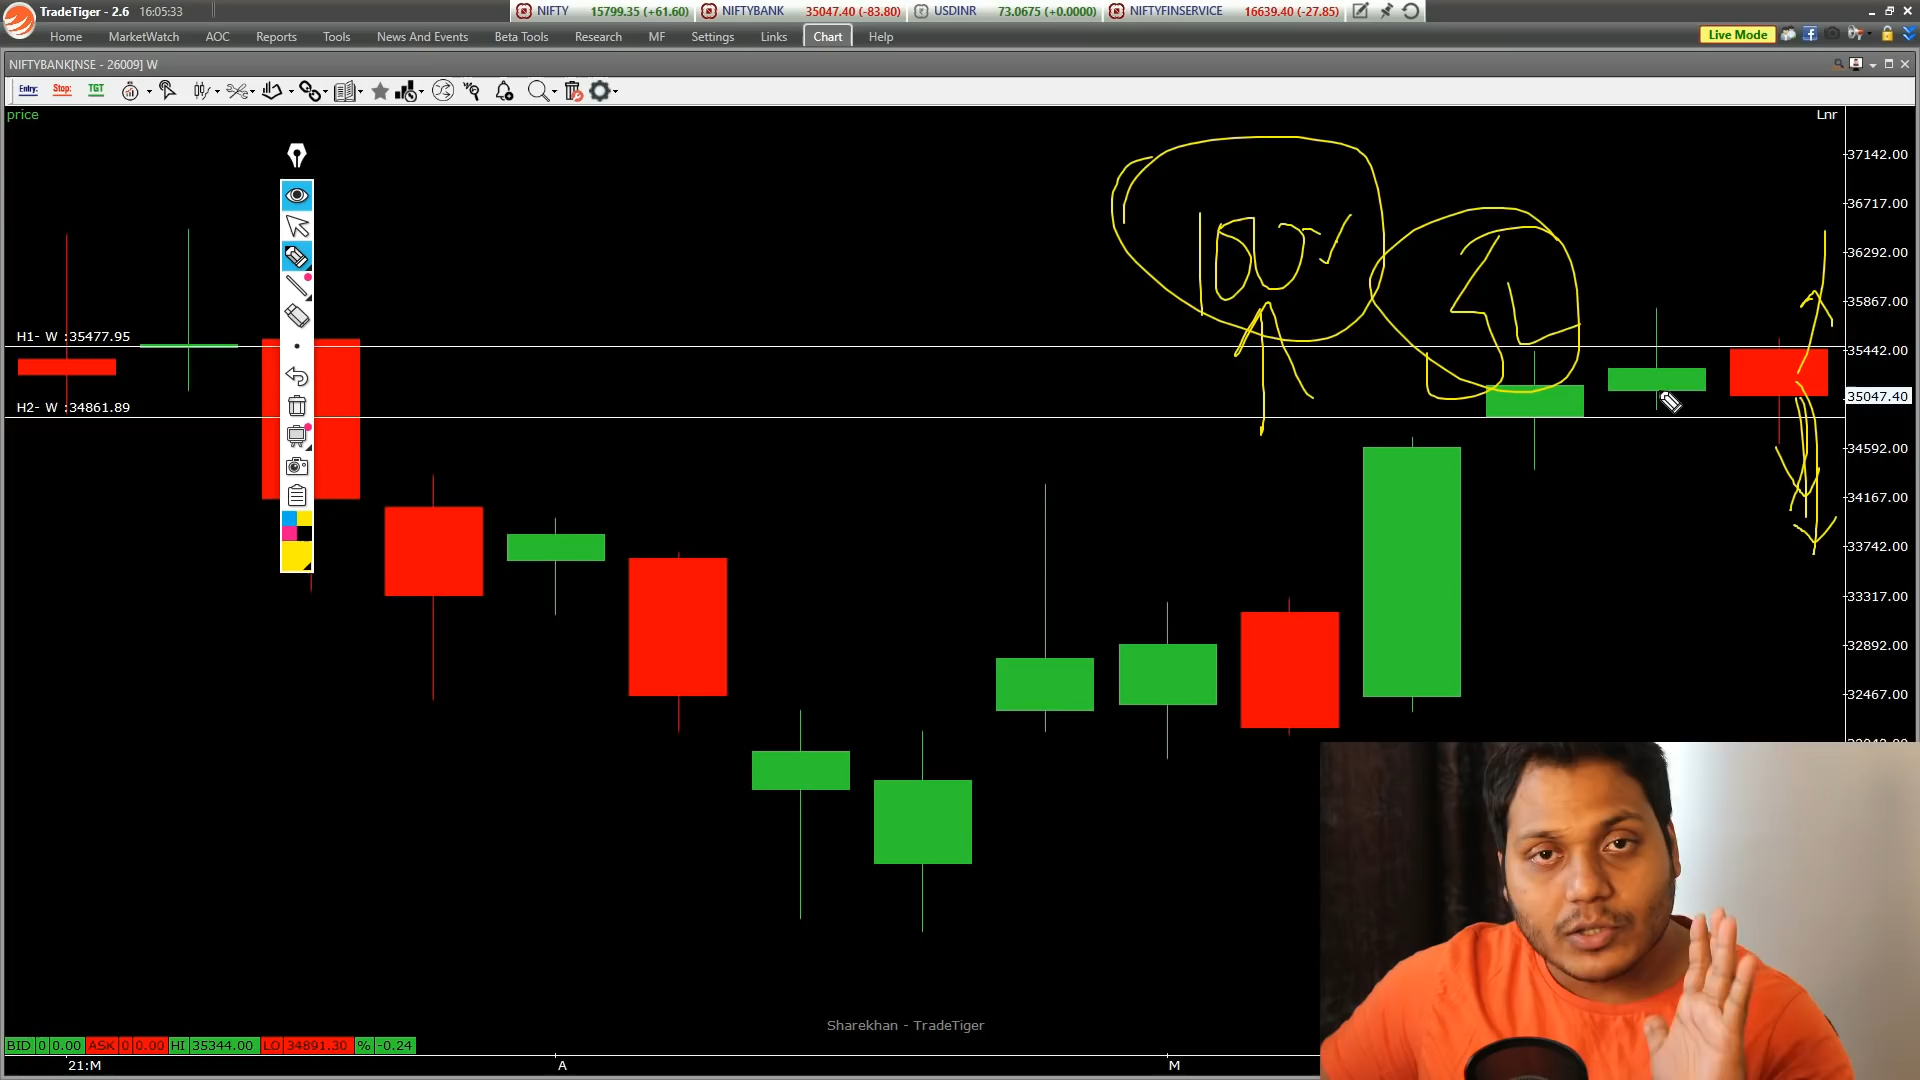 TradeTiger - 2.6 16:05:33
NIFTY 15799.35 (+61.60) NIFTYBANK 35047.40 (-83.80) USDINR 73.0675 (+0.0000) NIFTYFINSERVICE 16639.40 (-27.85)
Home MarketWatch AOC Reports Tools News And Events Beta Tools Research MF Settings Links Chart Help
Live Mode
NIFTYBANK[NSE - 26009] W
Entry: Stop: TGT
price
Lnr
37142.00
36717.00
36292.00
35867.00
H1- W :35477.95
35442.00
35047.40
H2- W :34861.89
34592.00
34167.00
33742.00
33317.00
32892.00
32467.00
Sharekhan - TradeTiger
BID 0 0.00 ASK 0 0.00 HI 35344.00 LO 34891.30 % -0.24
21:M A M